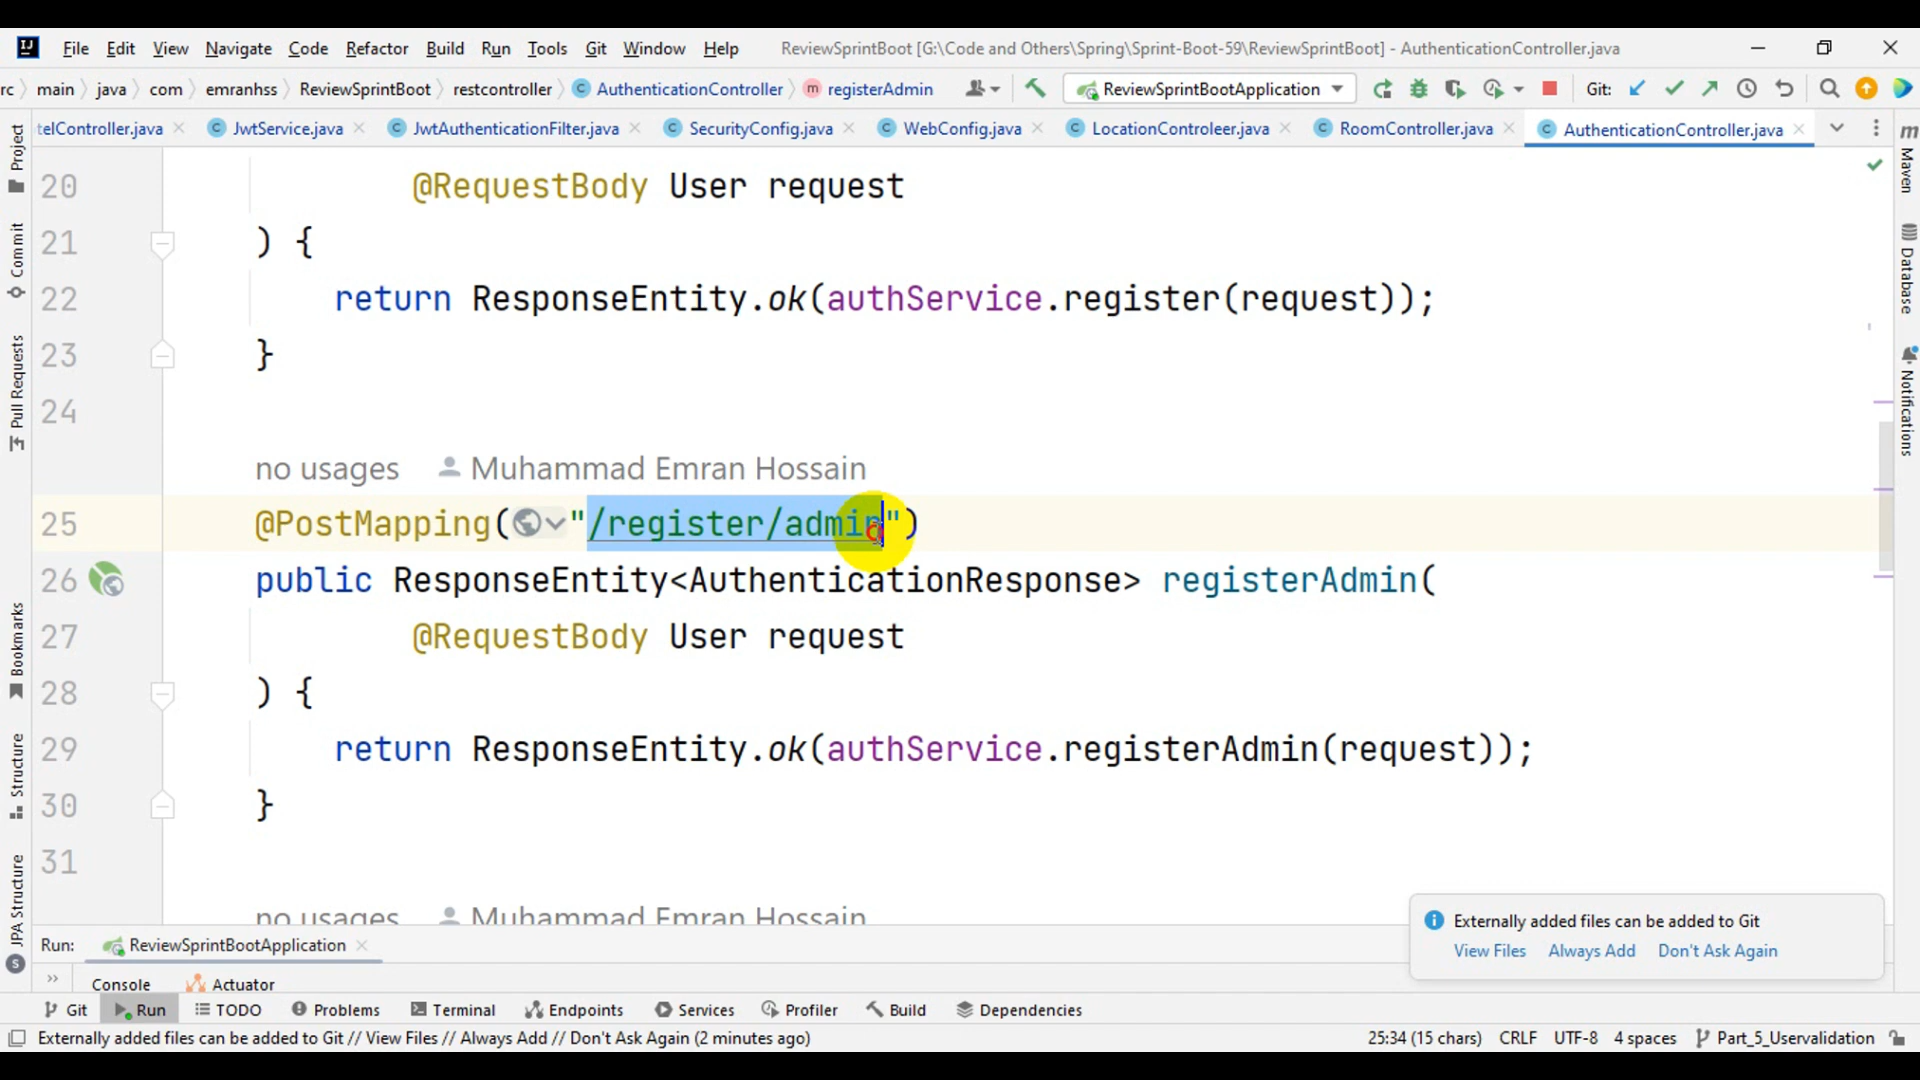 File Edit View Navigate Code Refactor Build Run Tools Git Window Help ReviewSprintBoot [G:\Code and Others\Spring\Sprint-Boot-59\ReviewSprintBoot] - AuthenticationController.java
rc main java com emranhss ReviewSprintBoot restcontroller AuthenticationController registerAdmin ReviewSprintBootApplication Git:
telController.java JwtService.java JwtAuthenticationFilter.java SecurityConfig.java WebConfig.java LocationControleer.java RoomController.java AuthenticationController.java
20 @RequestBody User request
21 ) {
22 return ResponseEntity.ok(authService.register(request));
23 }
24
no usages Muhammad Emran Hossain
25 @PostMapping("/register/admin")
26 public ResponseEntity<AuthenticationResponse> registerAdmin(
27 @RequestBody User request
28 ) {
29 return ResponseEntity.ok(authService.registerAdmin(request));
30 }
31
no usages Muhammad Emran Hossain
Project
Commit
Pull Requests
Bookmarks
Structure
JPA Structure
Maven
Database
Notifications
Externally added files can be added to Git
View Files Always Add Don't Ask Again
Run: ReviewSprintBootApplication
Console Actuator
Git Run TODO Problems Terminal Endpoints Services Profiler Build Dependencies
Externally added files can be added to Git // View Files // Always Add // Don't Ask Again (2 minutes ago) 25:34 (15 chars) CRLF UTF-8 4 spaces Part_5_Uservalidation